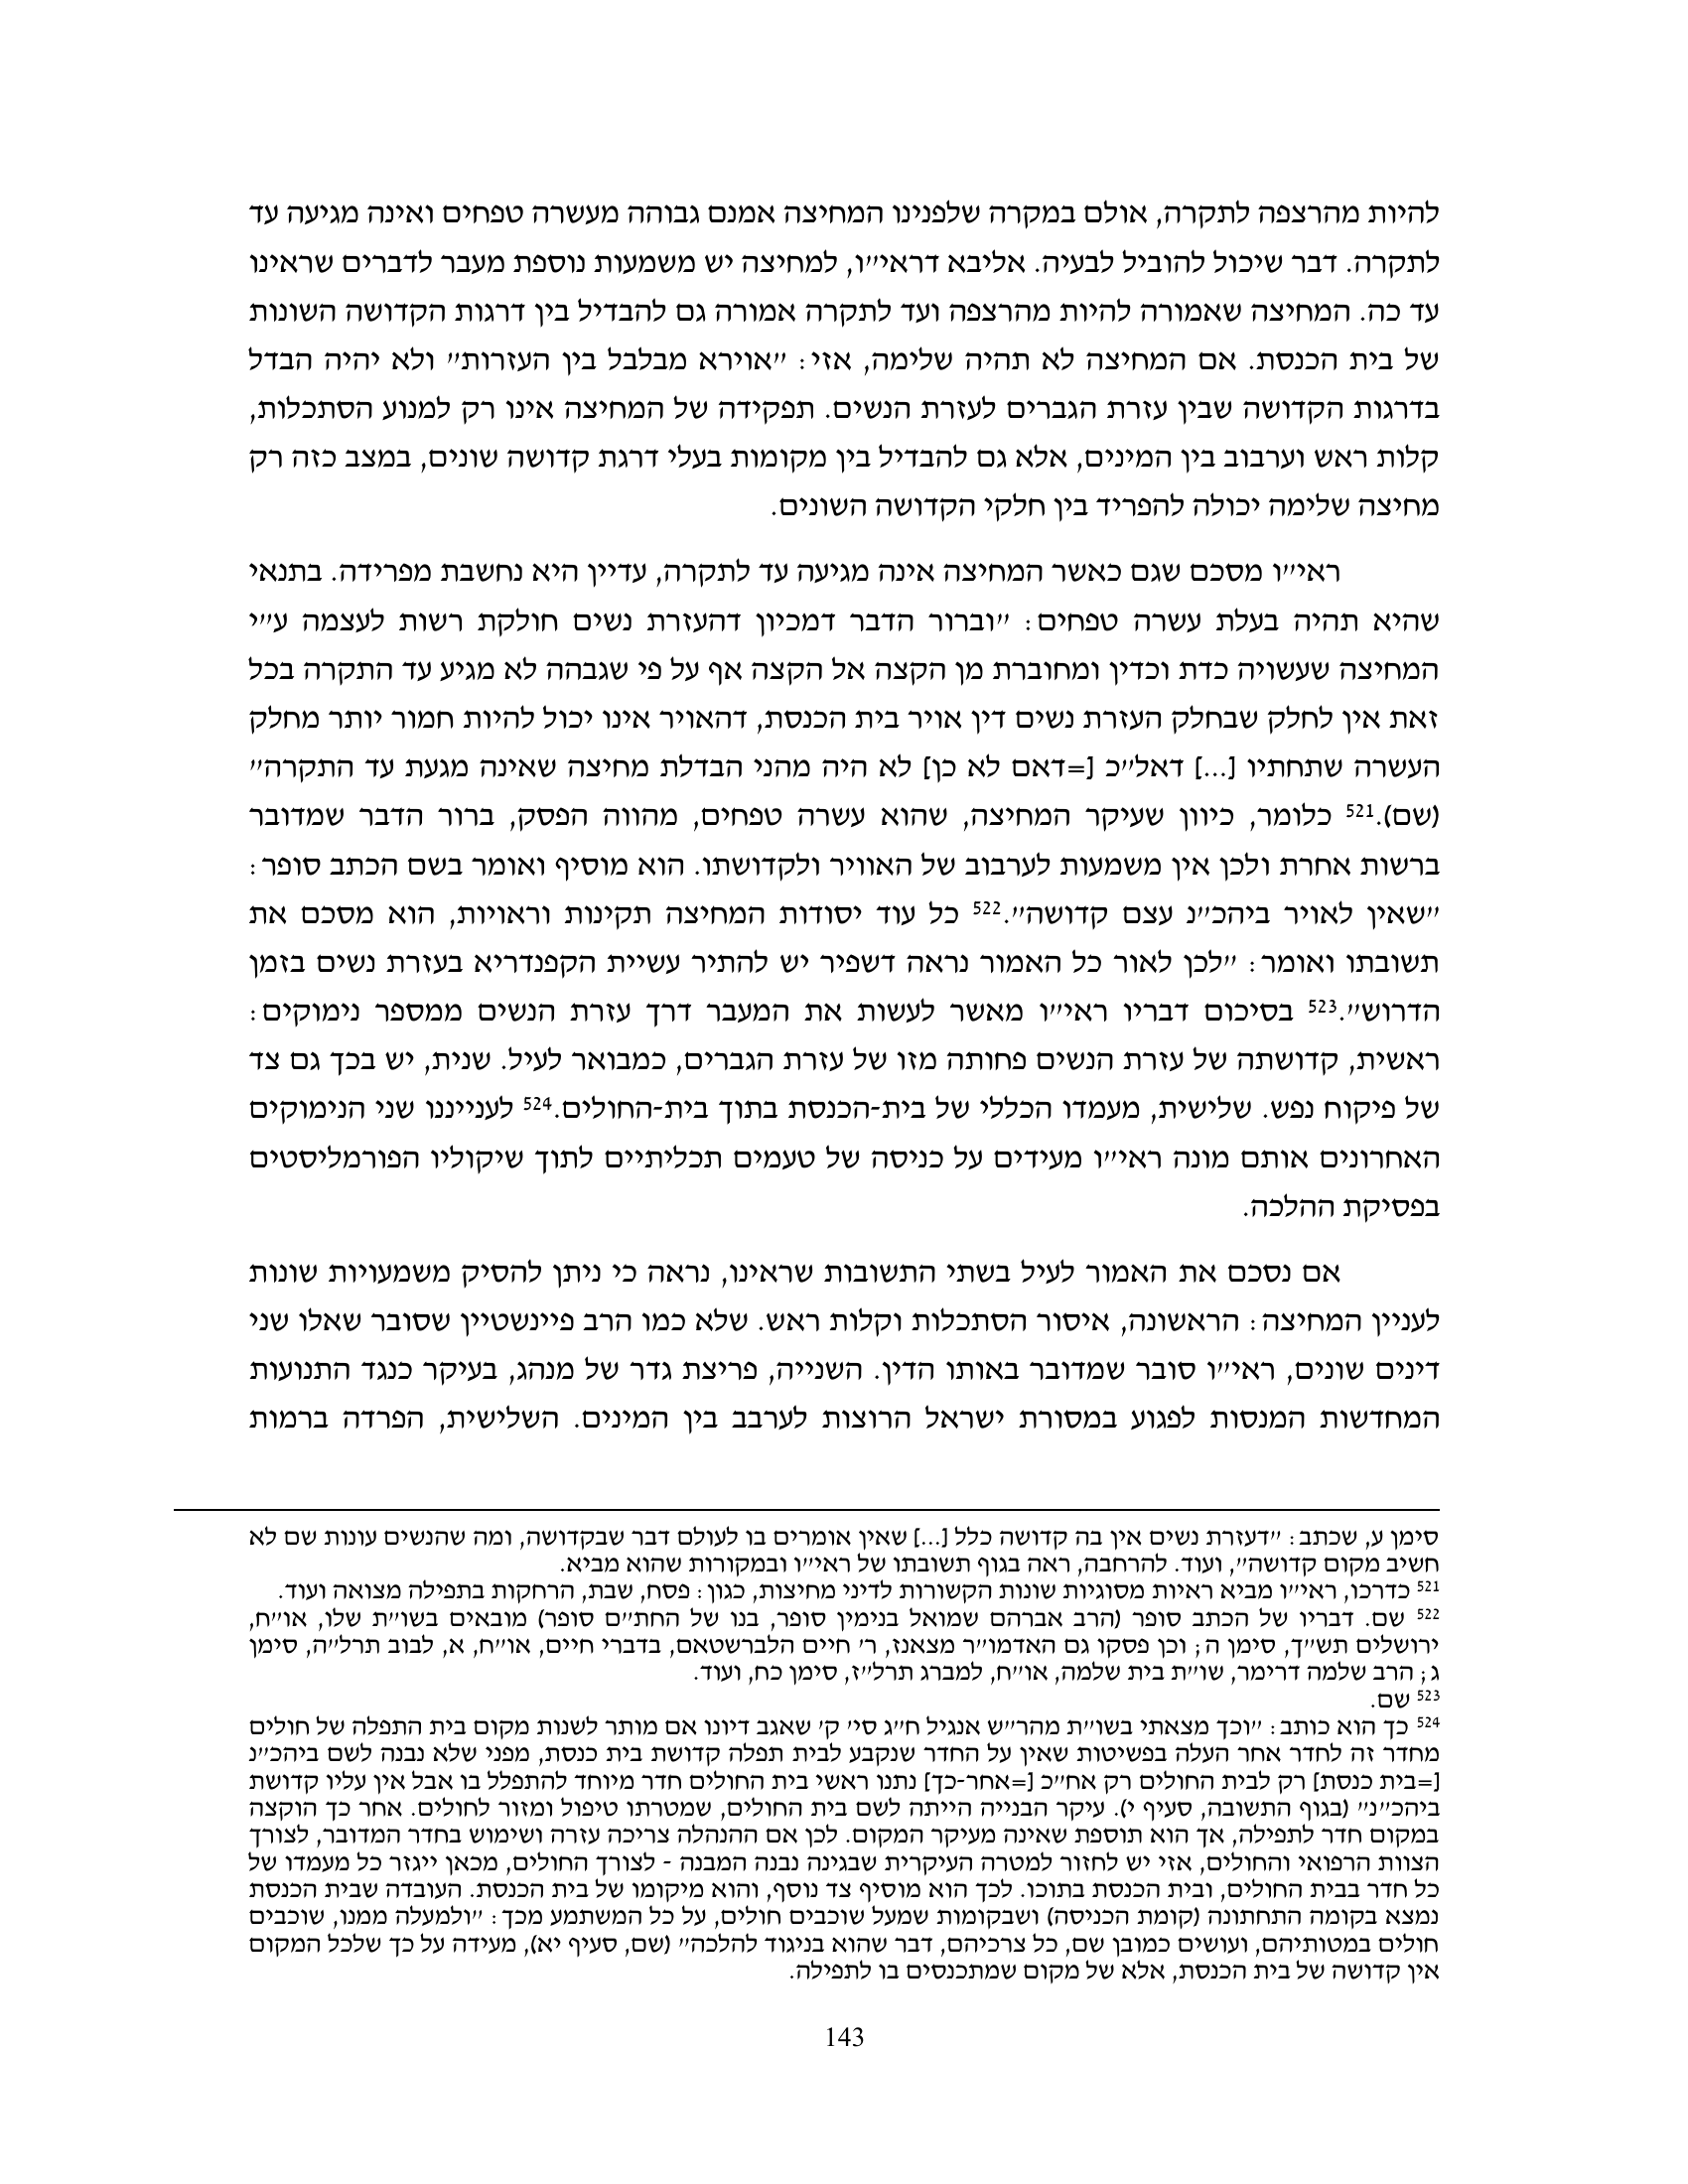 להיות מהרצפה לתקרה, אולם במקרה שלפנינו המחיצה אמנם גבוהה מעשרה טפחים ואינה מגיעה עד
לתקרה. דבר שיכול להוביל לבעיה. אליבא דראי״ו, למחיצה יש משמעות נוספת מעבר לדברים שראינו
עד כה. המחיצה שאמורה להיות מהרצפה ועד לתקרה אמורה גם להבדיל בין דרגות הקדושה השונות
של בית הכנסת. אם המחיצה לא תהיה שלימה, אזי: ״אוירא מבלבל בין העזרות״ ולא יהיה הבדל
בדרגות הקדושה שבין עזרת הגברים לעזרת הנשים. תפקידה של המחיצה אינו רק למנוע הסתכלות,
קלות ראש וערבוב בין המינים, אלא גם להבדיל בין מקומות בעלי דרגת קדושה שונים, במצב כזה רק
מחיצה שלימה יכולה להפריד בין חלקי הקדושה השונים.
ראי״ו מסכם שגם כאשר המחיצה אינה מגיעה עד לתקרה, עדיין היא נחשבת מפרידה. בתנאי
שהיא תהיה בעלת עשרה טפחים: ״וברור הדבר דמכיון דהעזרת נשים חולקת רשות לעצמה ע״י
המחיצה שעשויה כדת וכדין ומחוברת מן הקצה אל הקצה אף על פי שגבהה לא מגיע עד התקרה בכל
זאת אין לחלק שבחלק העזרת נשים דין אויר בית הכנסת, דהאויר אינו יכול להיות חמור יותר מחלק
העשרה שתחתיו [...] דאל״כ [=דאם לא כן] לא היה מהני הבדלת מחיצה שאינה מגעת עד התקרה״
(שם).521 כלומר, כיוון שעיקר המחיצה, שהוא עשרה טפחים, מהווה הפסק, ברור הדבר שמדובר
ברשות אחרת ולכן אין משמעות לערבוב של האוויר ולקדושתו. הוא מוסיף ואומר בשם הכתב סופר:
״שאין לאויר ביהכ״נ עצם קדושה״.522 כל עוד יסודות המחיצה תקינות וראויות, הוא מסכם את
תשובתו ואומר: ״לכן לאור כל האמור נראה דשפיר יש להתיר עשיית הקפנדריא בעזרת נשים בזמן
הדרוש״.523 בסיכום דבריו ראי״ו מאשר לעשות את המעבר דרך עזרת הנשים ממספר נימוקים:
ראשית, קדושתה של עזרת הנשים פחותה מזו של עזרת הגברים, כמבואר לעיל. שנית, יש בכך גם צד
של פיקוח נפש. שלישית, מעמדו הכללי של בית-הכנסת בתוך בית-החולים.524 לענייננו שני הנימוקים
האחרונים אותם מונה ראי״ו מעידים על כניסה של טעמים תכליתיים לתוך שיקוליו הפורמליסטים
בפסיקת ההלכה.
אם נסכם את האמור לעיל בשתי התשובות שראינו, נראה כי ניתן להסיק משמעויות שונות
לעניין המחיצה: הראשונה, איסור הסתכלות וקלות ראש. שלא כמו הרב פיינשטיין שסובר שאלו שני
דינים שונים, ראי״ו סובר שמדובר באותו הדין. השנייה, פריצת גדר של מנהג, בעיקר כנגד התנועות
המחדשות המנסות לפגוע במסורת ישראל הרוצות לערבב בין המינים. השלישית, הפרדה ברמות
סימן ע, שכתב: ״דעזרת נשים אין בה קדושה כלל [...] שאין אומרים בו לעולם דבר שבקדושה, ומה שהנשים עונות שם לא
חשיב מקום קדושה״, ועוד. להרחבה, ראה בגוף תשובתו של ראי״ו ובמקורות שהוא מביא.
521 כדרכו, ראי״ו מביא ראיות מסוגיות שונות הקשורות לדיני מחיצות, כגון: פסח, שבת, הרחקות בתפילה מצואה ועוד.
522 שם. דבריו של הכתב סופר (הרב אברהם שמואל בנימין סופר, בנו של החת״ם סופר) מובאים בשו״ת שלו, או״ח,
ירושלים תש״ך, סימן ה; וכן פסקו גם האדמו״ר מצאנז, ר׳ חיים הלברשטאם, בדברי חיים, או״ח, א, לבוב תרל״ה, סימן
ג; הרב שלמה דרימר, שו״ת בית שלמה, או״ח, למברג תרל״ז, סימן כח, ועוד.
523 שם.
524 כך הוא כותב: ״וכך מצאתי בשו״ת מהר״ש אנגיל ח״ג סי׳ ק׳ שאגב דיונו אם מותר לשנות מקום בית התפלה של חולים
מחדר זה לחדר אחר העלה בפשיטות שאין על החדר שנקבע לבית תפלה קדושת בית כנסת, מפני שלא נבנה לשם ביהכ״נ
[=בית כנסת] רק לבית החולים רק אח״כ [=אחר-כך] נתנו ראשי בית החולים חדר מיוחד להתפלל בו אבל אין עליו קדושת
ביהכ״נ״ (בגוף התשובה, סעיף י). עיקר הבנייה הייתה לשם בית החולים, שמטרתו טיפול ומזור לחולים. אחר כך הוקצה
במקום חדר לתפילה, אך הוא תוספת שאינה מעיקר המקום. לכן אם ההנהלה צריכה עזרה ושימוש בחדר המדובר, לצורך
הצוות הרפואי והחולים, אזי יש לחזור למטרה העיקרית שבגינה נבנה המבנה - לצורך החולים, מכאן ייגזר כל מעמדו של
כל חדר בבית החולים, ובית הכנסת בתוכו. לכך הוא מוסיף צד נוסף, והוא מיקומו של בית הכנסת. העובדה שבית הכנסת
נמצא בקומה התחתונה (קומת הכניסה) ושבקומות שמעל שוכבים חולים, על כל המשתמע מכך: ״ולמעלה ממנו, שוכבים
חולים במטותיהם, ועושים כמובן שם, כל צרכיהם, דבר שהוא בניגוד להלכה״ (שם, סעיף יא), מעידה על כך שלכל המקום
אין קדושה של בית הכנסת, אלא של מקום שמתכנסים בו לתפילה.
143